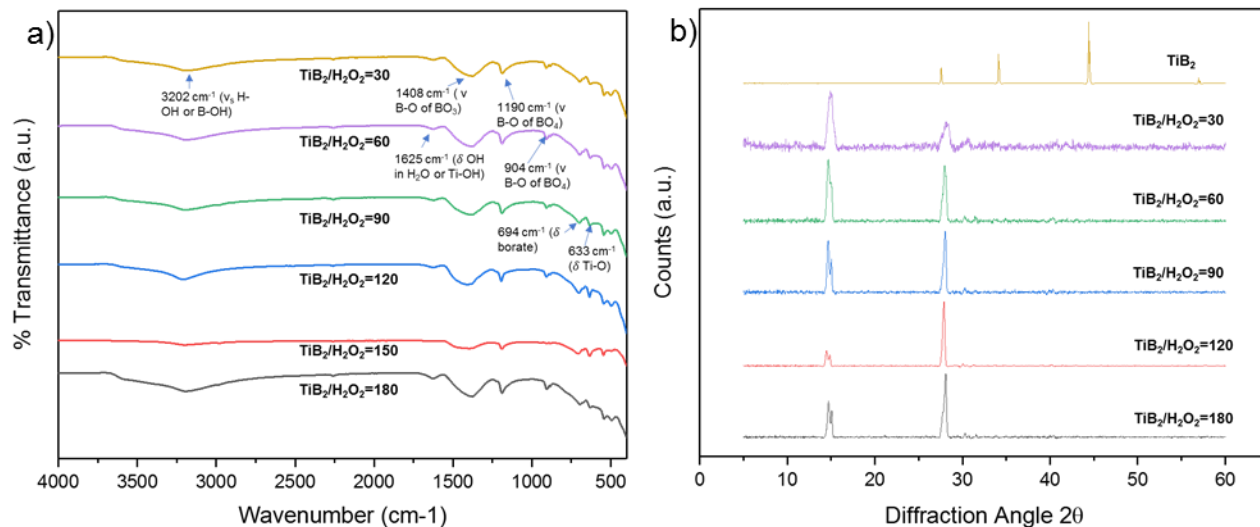 a)
TiB₂/H₂O₂=30
3202 cm⁻¹ (νₛ H-
OH or B-OH)
1408 cm⁻¹ ( ν
B-O of BO₃)
1190 cm⁻¹ (ν
B-O of BO₄)
TiB₂/H₂O₂=60
1625 cm⁻¹ (δ OH
in H₂O or Ti-OH)
904 cm⁻¹ (ν
B-O of BO₄)
TiB₂/H₂O₂=90
694 cm⁻¹ (δ
borate)
633 cm⁻¹
(δ Ti-O)
TiB₂/H₂O₂=120
TiB₂/H₂O₂=150
TiB₂/H₂O₂=180
% Transmittance (a.u.)
4000 3500 3000 2500 2000 1500 1000 500
Wavenumber (cm-1)
b)
TiB₂
TiB₂/H₂O₂=30
TiB₂/H₂O₂=60
TiB₂/H₂O₂=90
TiB₂/H₂O₂=120
TiB₂/H₂O₂=180
Counts (a.u.)
0 10 20 30 40 50 60
Diffraction Angle 2θ